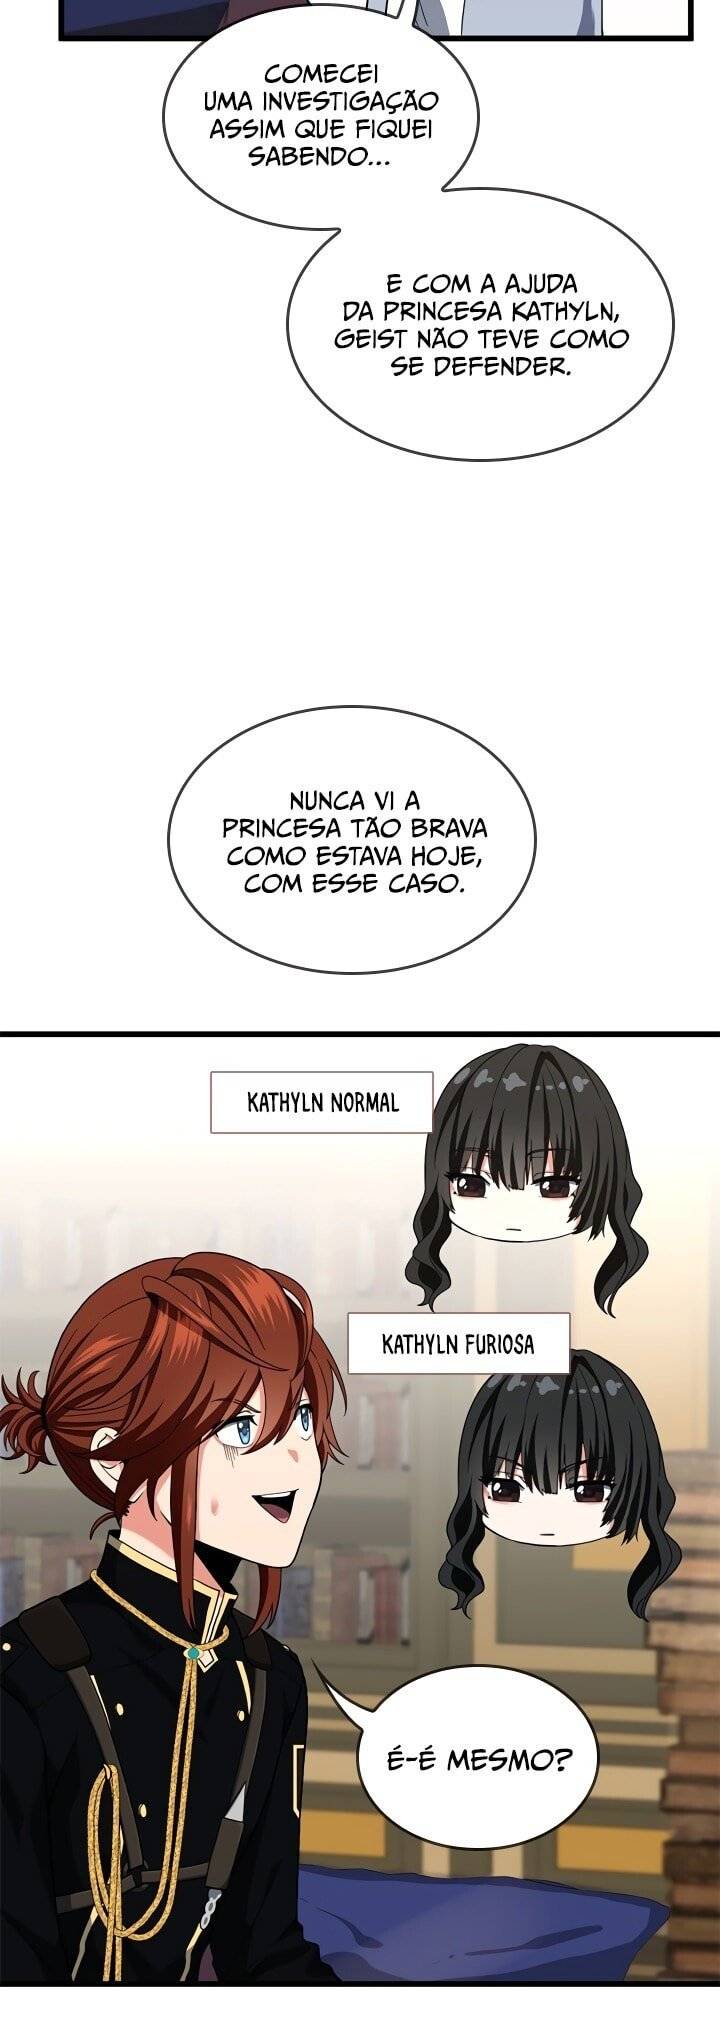 COMECEI
UMA INVESTIGAÇÃO
ASSIM QUE FIQUEI
SABENDO...
E COM A AJUDA
DA PRINCESA KATHYLN,
GEIST NÃO TEVE COMO
SE DEFENDER.
NUNCA VI A
PRINCESA TÃO BRAVA
COMO ESTAVA HOJE,
COM ESSE CASO.
KATHYLN NORMAL
KATHYLN FURIOSA
É-É MESMO?